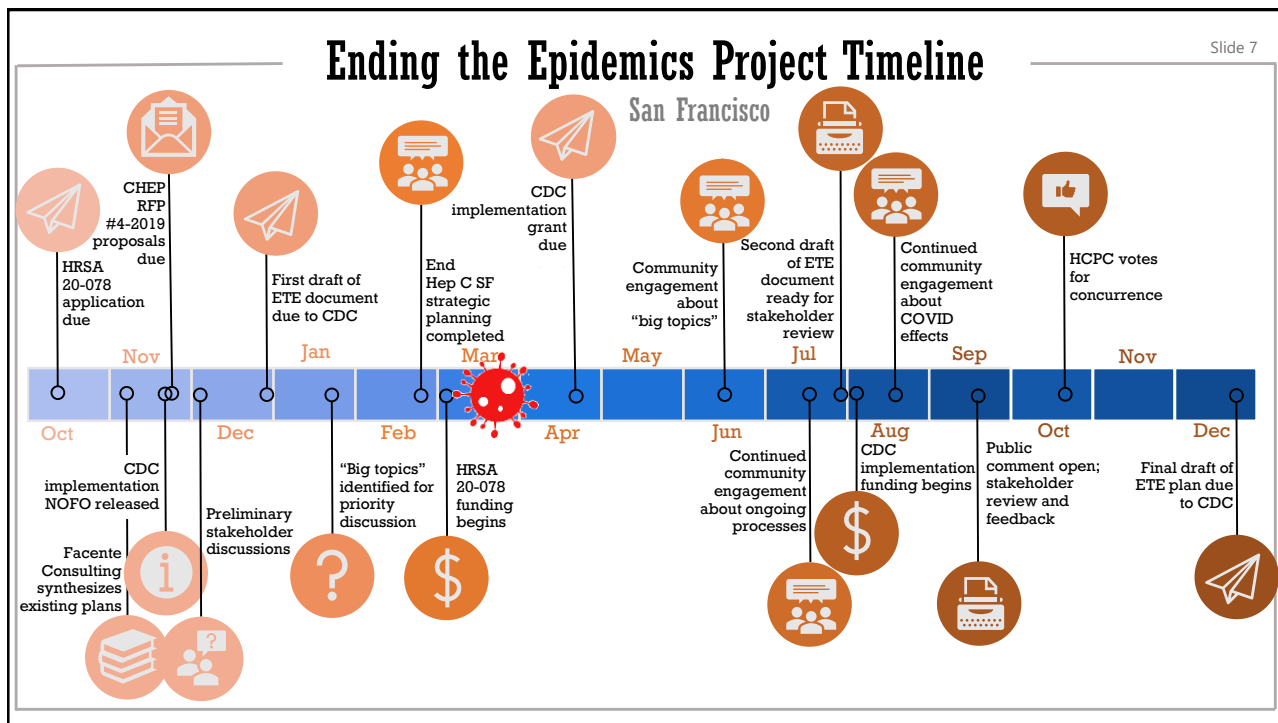 Slide 7
Ending the Epidemics Project Timeline
San Francisco
HRSA
20-078
application
due
CHEP
RFP
#4-2019
proposals
due
First draft of
ETE document
due to CDC
End
Hep C SF
strategic
planning
completed
CDC
implementation
grant
due
Community
engagement
about
“big topics”
Second draft
of ETE
document
ready for
stakeholder
review
Continued
community
engagement
about
COVID
effects
HCPC votes
for
concurrence
Nov
Jan
Mar
May
Jul
Sep
Nov
Oct
Dec
Feb
Apr
Jun
Aug
Oct
Dec
Facente
Consulting
synthesizes
existing plans
CDC
implementation
NOFO released
i
Preliminary
stakeholder
discussions
?
“Big topics”
identified for
priority
discussion
?
HRSA
20-078
funding
begins
$
Continued
community
engagement
about ongoing
processes
CDC
implementation
funding begins
$
Public
comment open;
stakeholder
review and
feedback
Final draft of
ETE plan due
to CDC